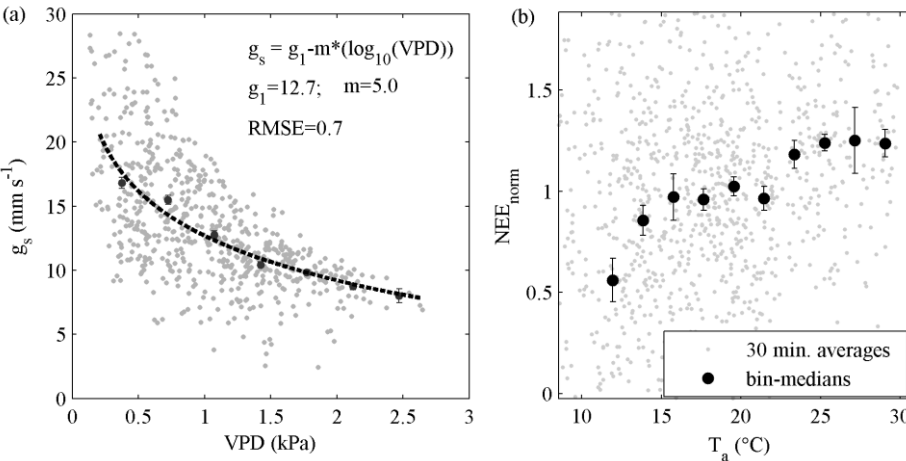 (a)
30
25
20
15
10
5
0
g_s (mm s^-1)
g_s = g_1-m*(log_10(VPD))
g_1=12.7; m=5.0
RMSE=0.7
0 0.5 1 1.5 2 2.5 3
VPD (kPa)
(b)
1.5
1
0.5
0
NEE_norm
30 min. averages
bin-medians
10 15 20 25 30
T_a (°C)